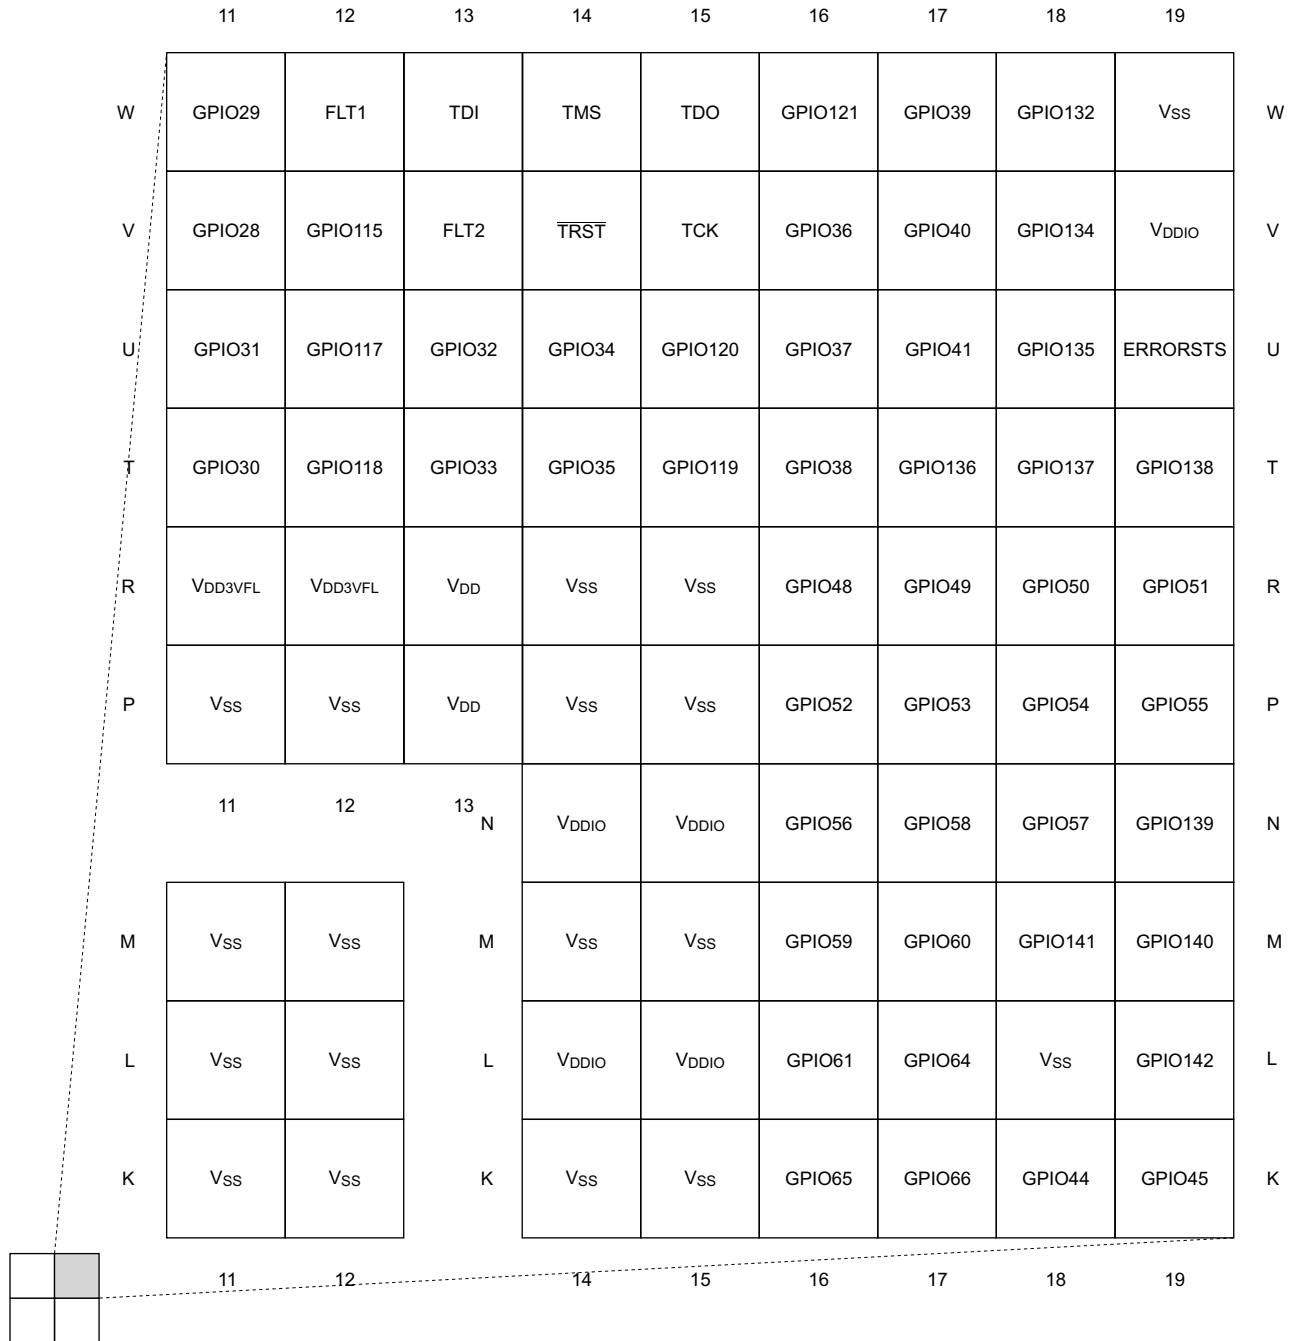 11 12 13 14 15 16 17 18 19
W GPIO29 FLT1 TDI TMS TDO GPIO121 GPIO39 GPIO132 VSS W
V GPIO28 GPIO115 FLT2 TRST TCK GPIO36 GPIO40 GPIO134 VDDIO V
U GPIO31 GPIO117 GPIO32 GPIO34 GPIO120 GPIO37 GPIO41 GPIO135 ERRORSTS U
T GPIO30 GPIO118 GPIO33 GPIO35 GPIO119 GPIO38 GPIO136 GPIO137 GPIO138 T
R VDD3VFL VDD3VFL VDD VSS VSS GPIO48 GPIO49 GPIO50 GPIO51 R
P VSS VSS VDD VSS VSS GPIO52 GPIO53 GPIO54 GPIO55 P
11 12 13
N VDDIO VDDIO GPIO56 GPIO58 GPIO57 GPIO139 N
M VSS VSS M VSS VSS GPIO59 GPIO60 GPIO141 GPIO140 M
L VSS VSS L VDDIO VDDIO GPIO61 GPIO64 VSS GPIO142 L
K VSS VSS K VSS VSS GPIO65 GPIO66 GPIO44 GPIO45 K
11 12 14 15 16 17 18 19